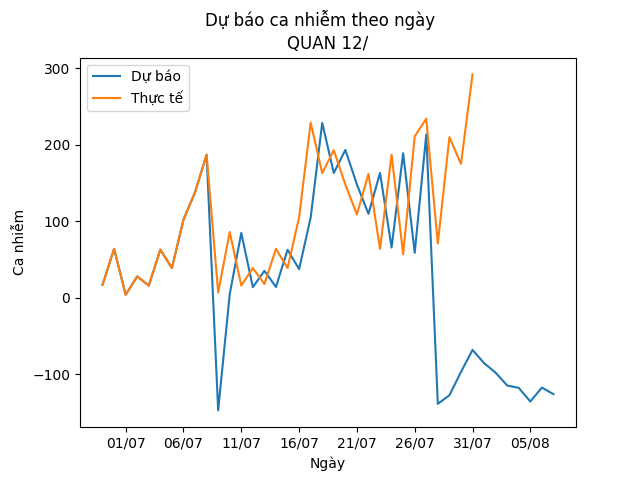 Dự báo ca nhiễm theo ngày
QUAN 12/
Dự báo
Thực tế
Ca nhiễm
300
200
100
0
−100
01/07 06/07 11/07 16/07 21/07 26/07 31/07 05/08
Ngày